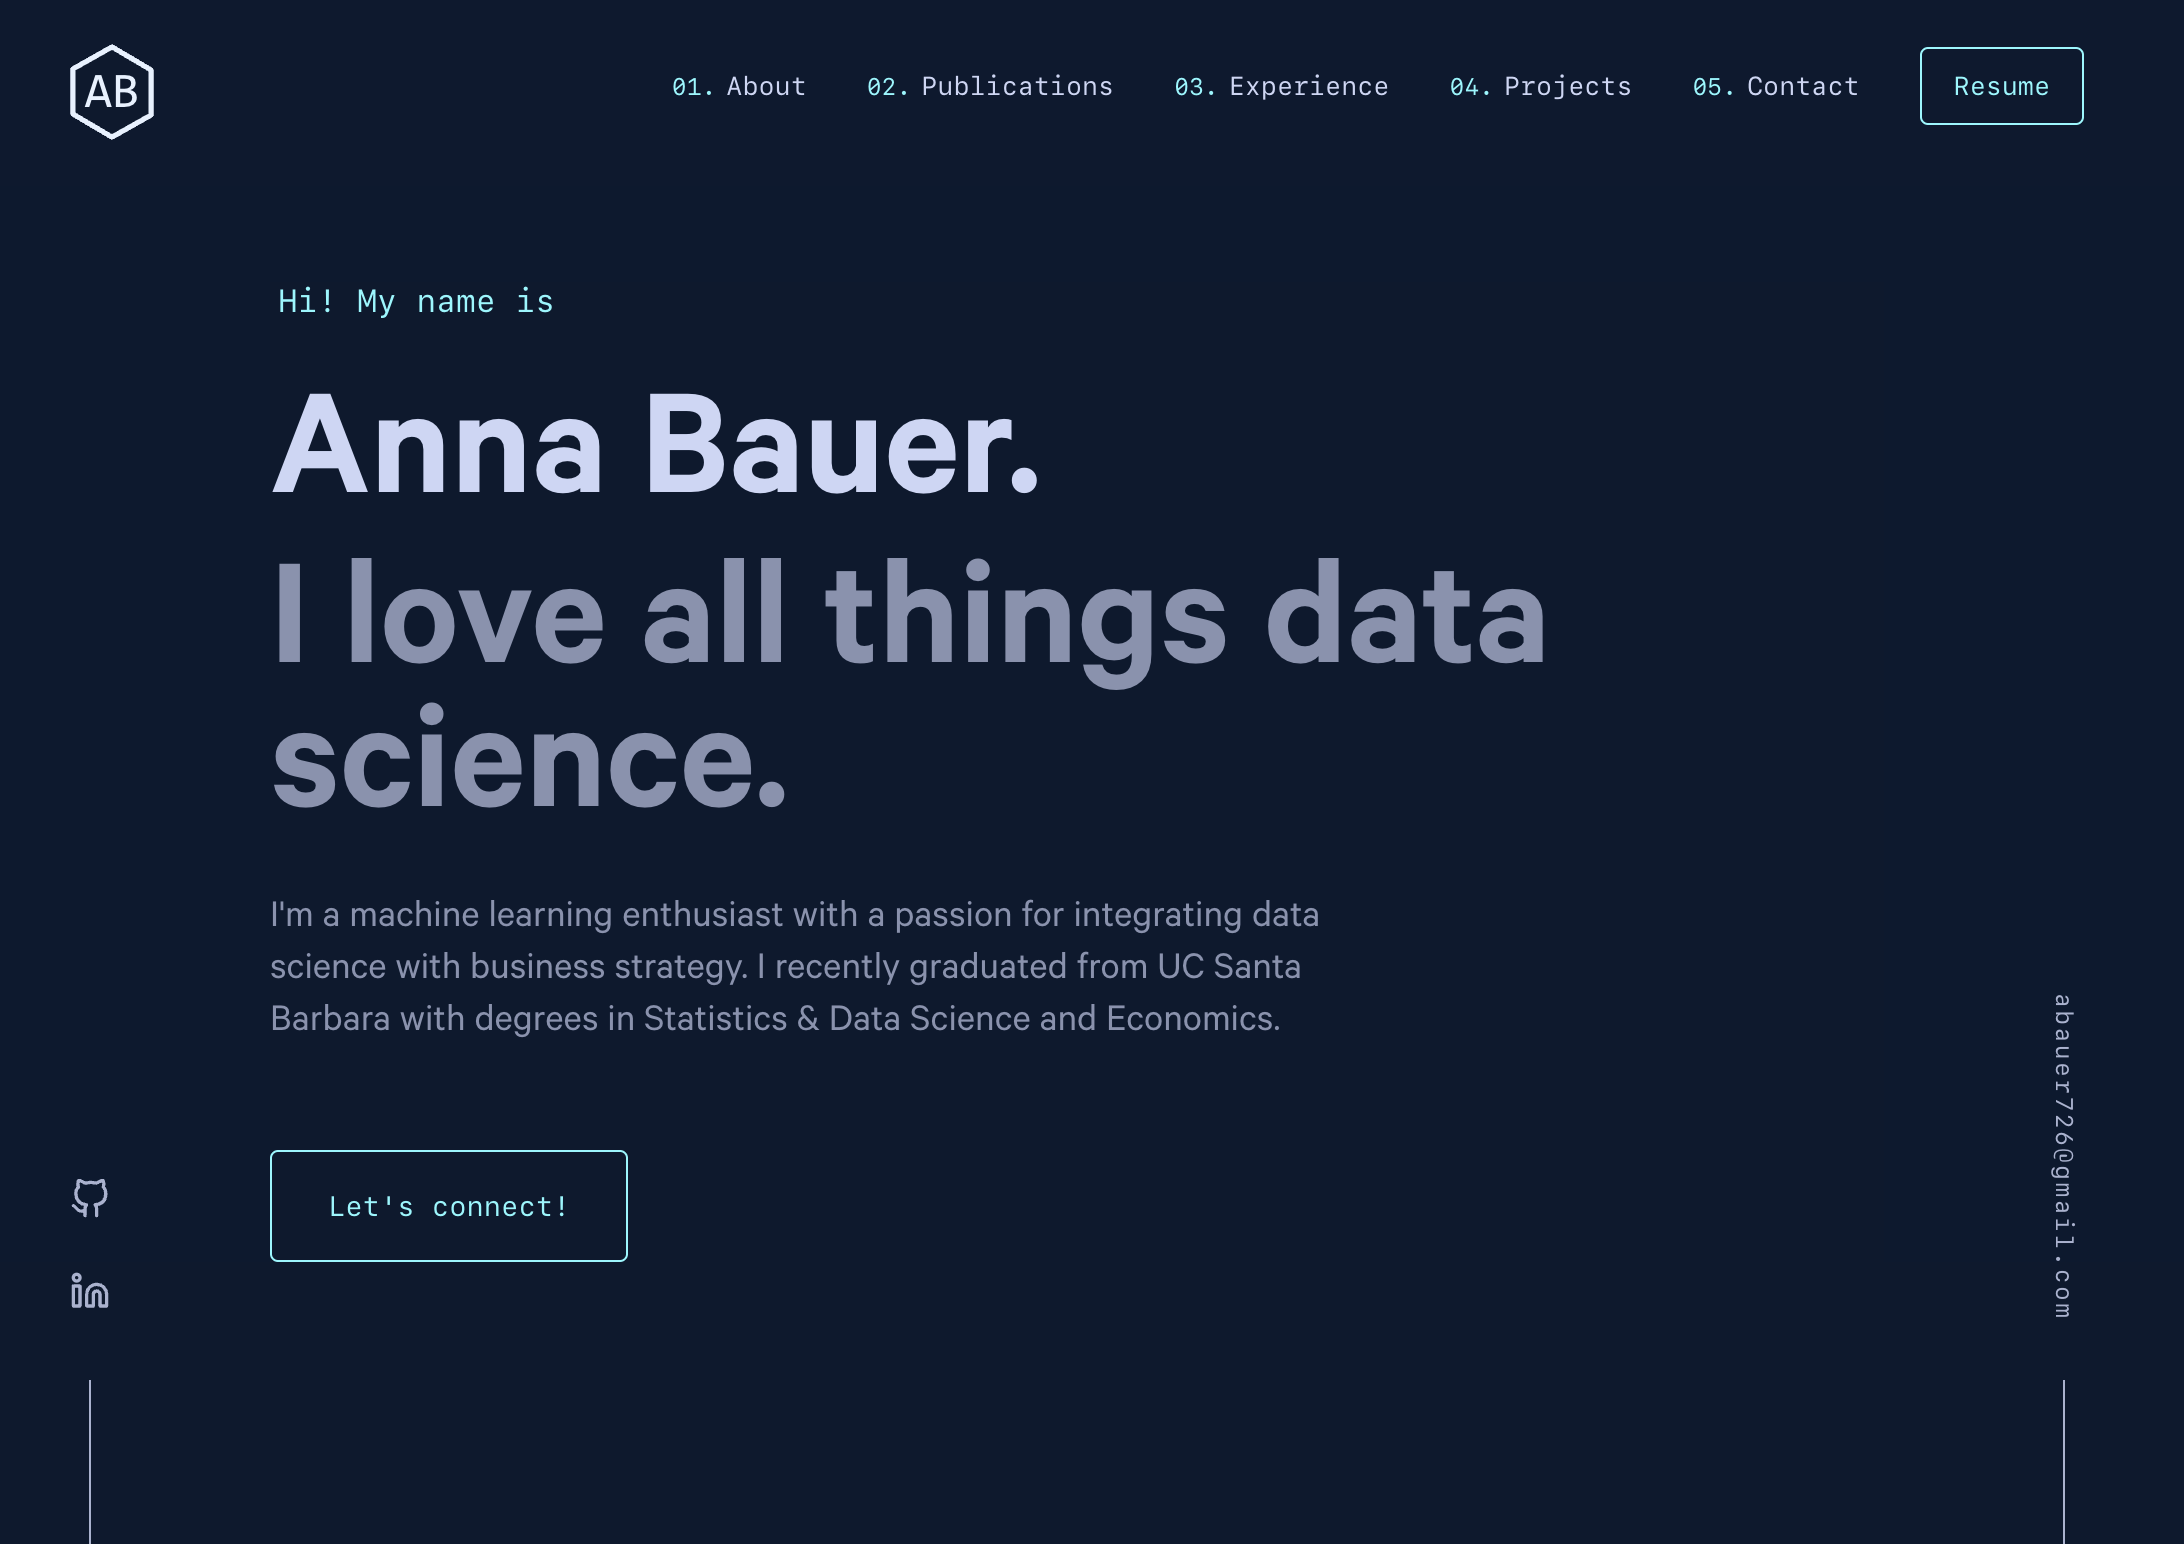 AB
01. About
02. Publications
03. Experience
04. Projects
05. Contact
Resume
Hi! My name is
Anna Bauer.
I love all things data
science.
I'm a machine learning enthusiast with a passion for integrating data
science with business strategy. I recently graduated from UC Santa
Barbara with degrees in Statistics & Data Science and Economics.
Let's connect!
in
abauer726@gmail.com